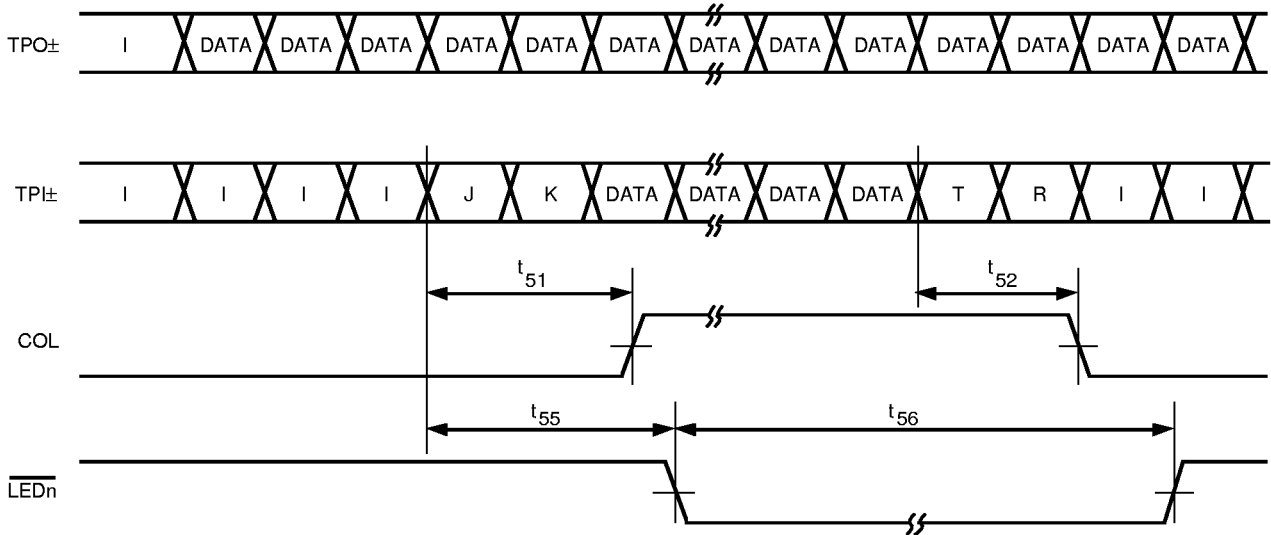 TPO± I DATA DATA DATA DATA DATA DATA DATA DATA DATA DATA DATA DATA DATA
TPI± I I I I J K DATA DATA DATA DATA T R I I
t51 t52
COL
t55 t56
LEDn